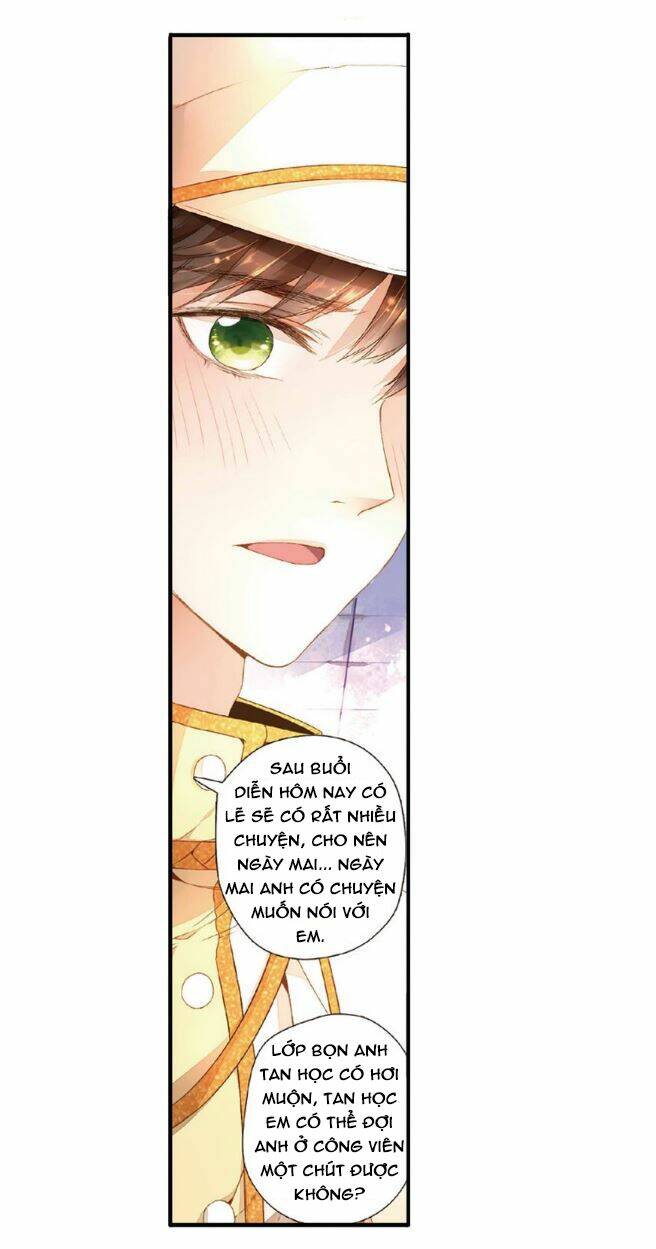 SAU BUỔI
DIỄN HÔM NAY CÓ
LẼ SẼ CÓ RẤT NHIỀU
CHUYỆN, CHO NÊN
NGÀY MAI... NGÀY
MAI ANH CÓ CHUYỆN
MUỐN NÓI VỚI
EM.
LỚP BỌN ANH
TAN HỌC CÓ HƠI
MUỘN, TAN HỌC
EM CÓ THỂ ĐỢI
ANH Ở CÔNG VIÊN
MỘT CHÚT ĐƯỢC
KHÔNG?